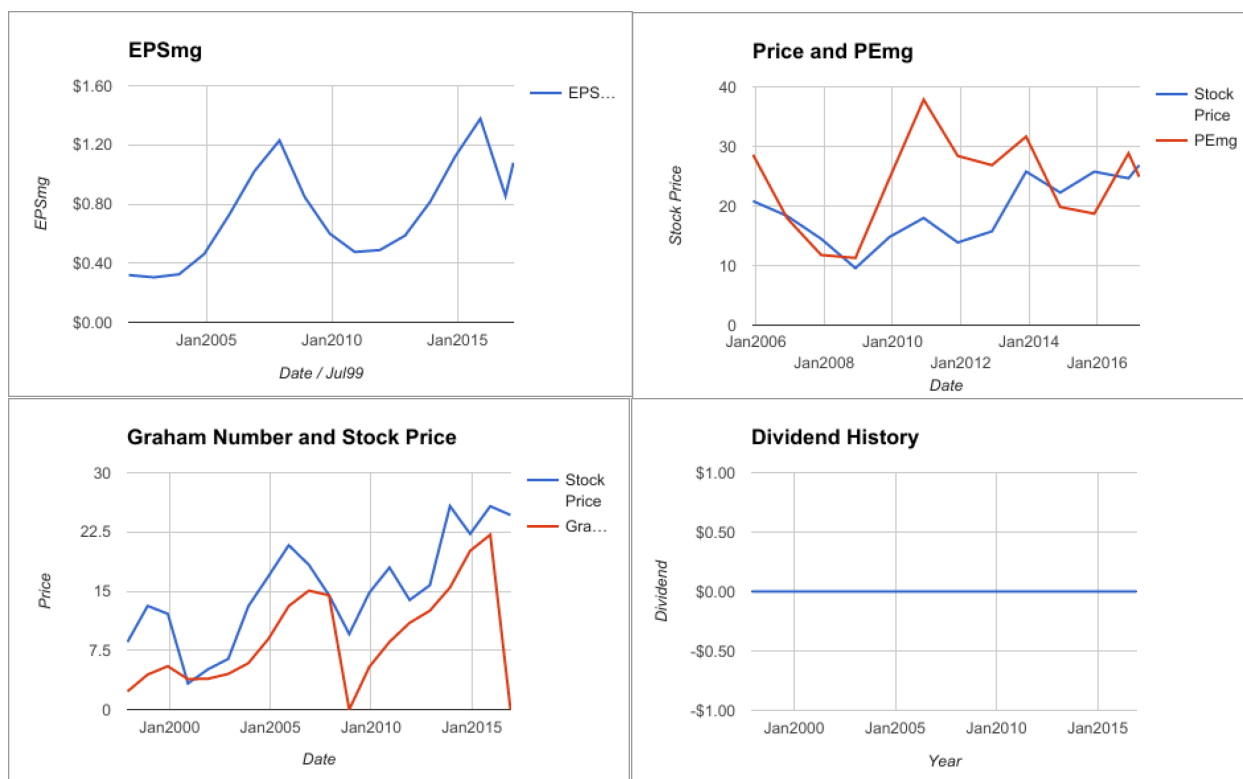 EPSmg
$1.60
$1.20
$0.80
$0.40
$0.00
EPSmg
Jan2005
Jan2010
Jan2015
Date / Jul99
EPS…
Price and PEmg
40
30
20
10
0
Stock Price
Jan2006
Jan2008
Jan2010
Jan2012
Jan2014
Jan2016
Date
Stock
Price
PEmg
Graham Number and Stock Price
30
22.5
15
7.5
0
Price
Jan2000
Jan2005
Jan2010
Jan2015
Date
Stock
Price
Gra…
Dividend History
$1.00
$0.50
$0.00
-$0.50
-$1.00
Dividend
Jan2000
Jan2005
Jan2010
Jan2015
Year